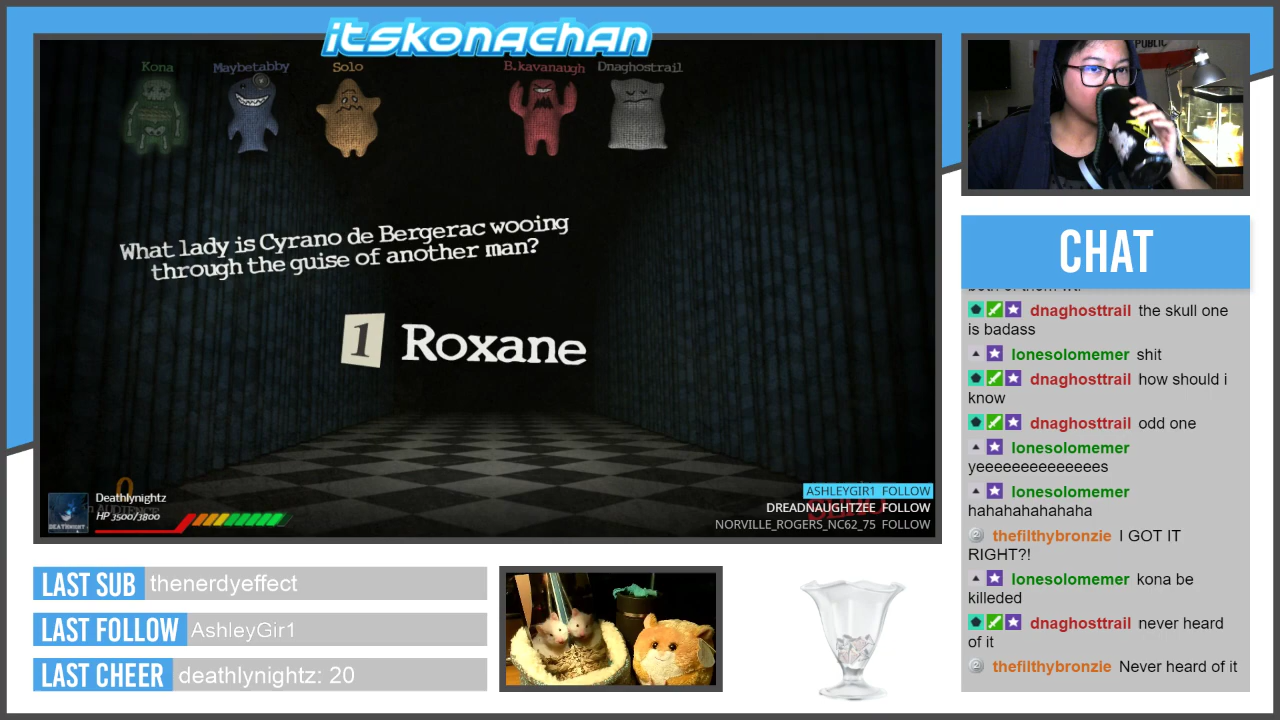 itskonachan
Kona
Maybetabby
Solo
B.kavanaugh
Dnaghostrail
What lady is Cyrano de Bergerac wooing
through the guise of another man?
1 Roxane
Deathlynightz
HP 3500/3800
DEATHNIGHT
AUDIENCE
ASHLEYGIR1 FOLLOW
DREADNAUGHTZEE FOLLOW
NORVILLE_ROGERS_NC62_75 FOLLOW
PUBLIC
CHAT
dnaghosttrail the skull one
is badass
lonesolomemer shit
dnaghosttrail how should i
know
dnaghosttrail odd one
lonesolomemer
yeeeeeeeeeeeeees
lonesolomemer
hahahahahahaha
thefilthybronzie I GOT IT
RIGHT?!
lonesolomemer kona be
killeded
dnaghosttrail never heard
of it
thefilthybronzie Never heard of it
LAST SUB thenerdyeffect
LAST FOLLOW AshleyGir1
LAST CHEER deathlynightz: 20